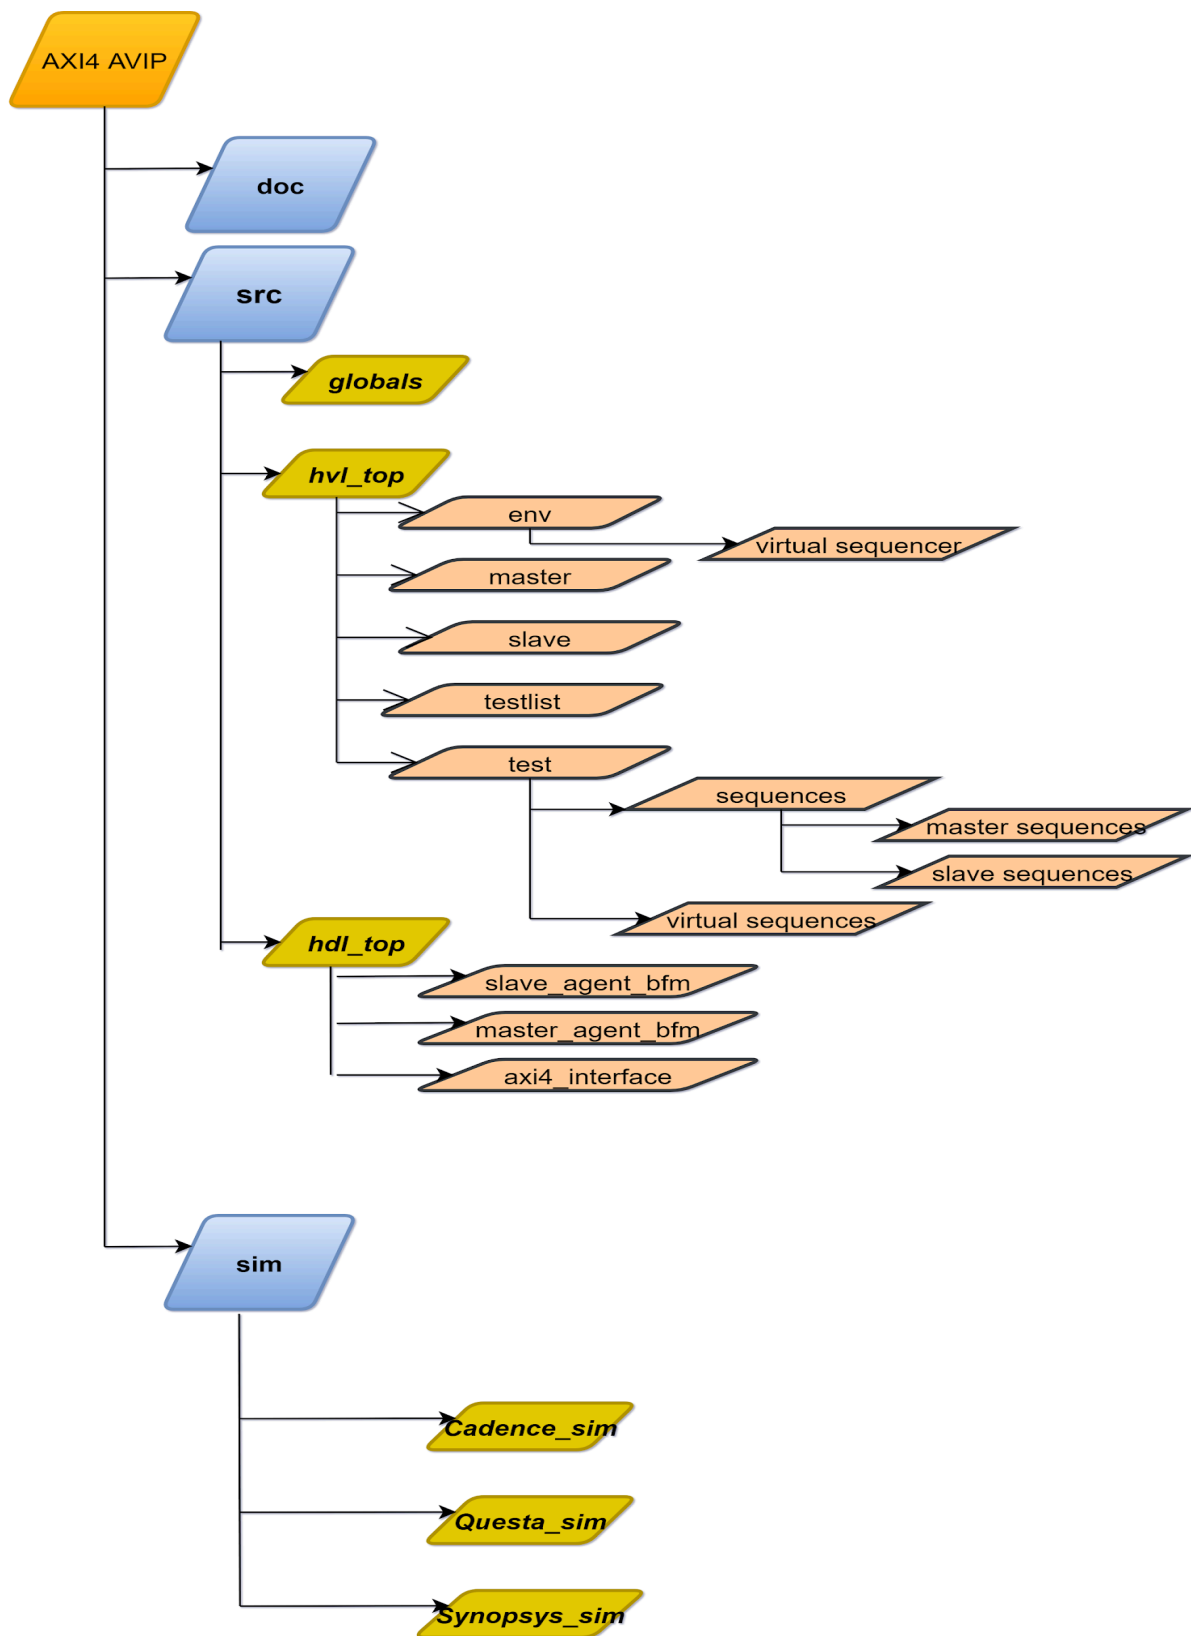 AXI4 AVIP
doc
src
globals
hvl_top
env
virtual sequencer
master
slave
testlist
test
sequences
master sequences
slave sequences
virtual sequences
hdl_top
slave_agent_bfm
master_agent_bfm
axi4_interface
sim
Cadence_sim
Questa_sim
Synopsys_sim